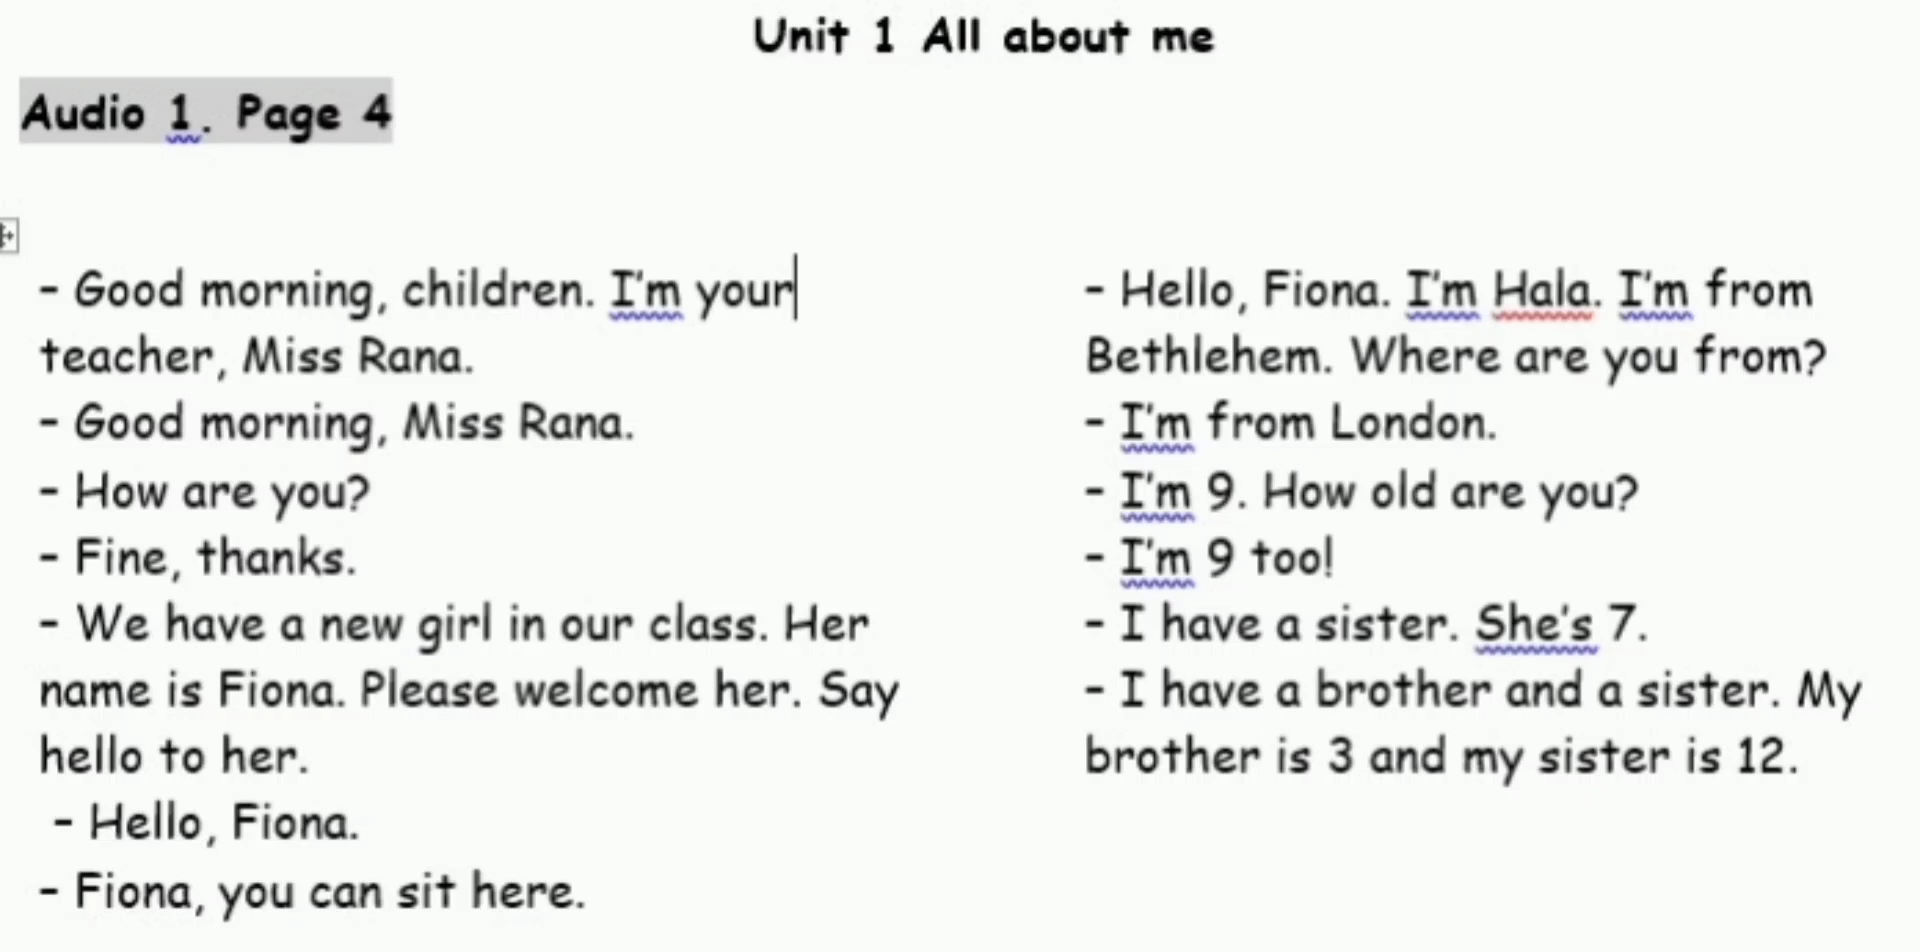 Unit 1 All about me
Audio 1. Page 4
- Good morning, children. I'm your
teacher, Miss Rana.
- Good morning, Miss Rana.
- How are you?
- Fine, thanks.
- We have a new girl in our class. Her
name is Fiona. Please welcome her. Say
hello to her.
- Hello, Fiona.
- Fiona, you can sit here.
- Hello, Fiona. I'm Hala. I'm from
Bethlehem. Where are you from?
- I'm from London.
- I'm 9. How old are you?
- I'm 9 too!
- I have a sister. She's 7.
- I have a brother and a sister. My
brother is 3 and my sister is 12.